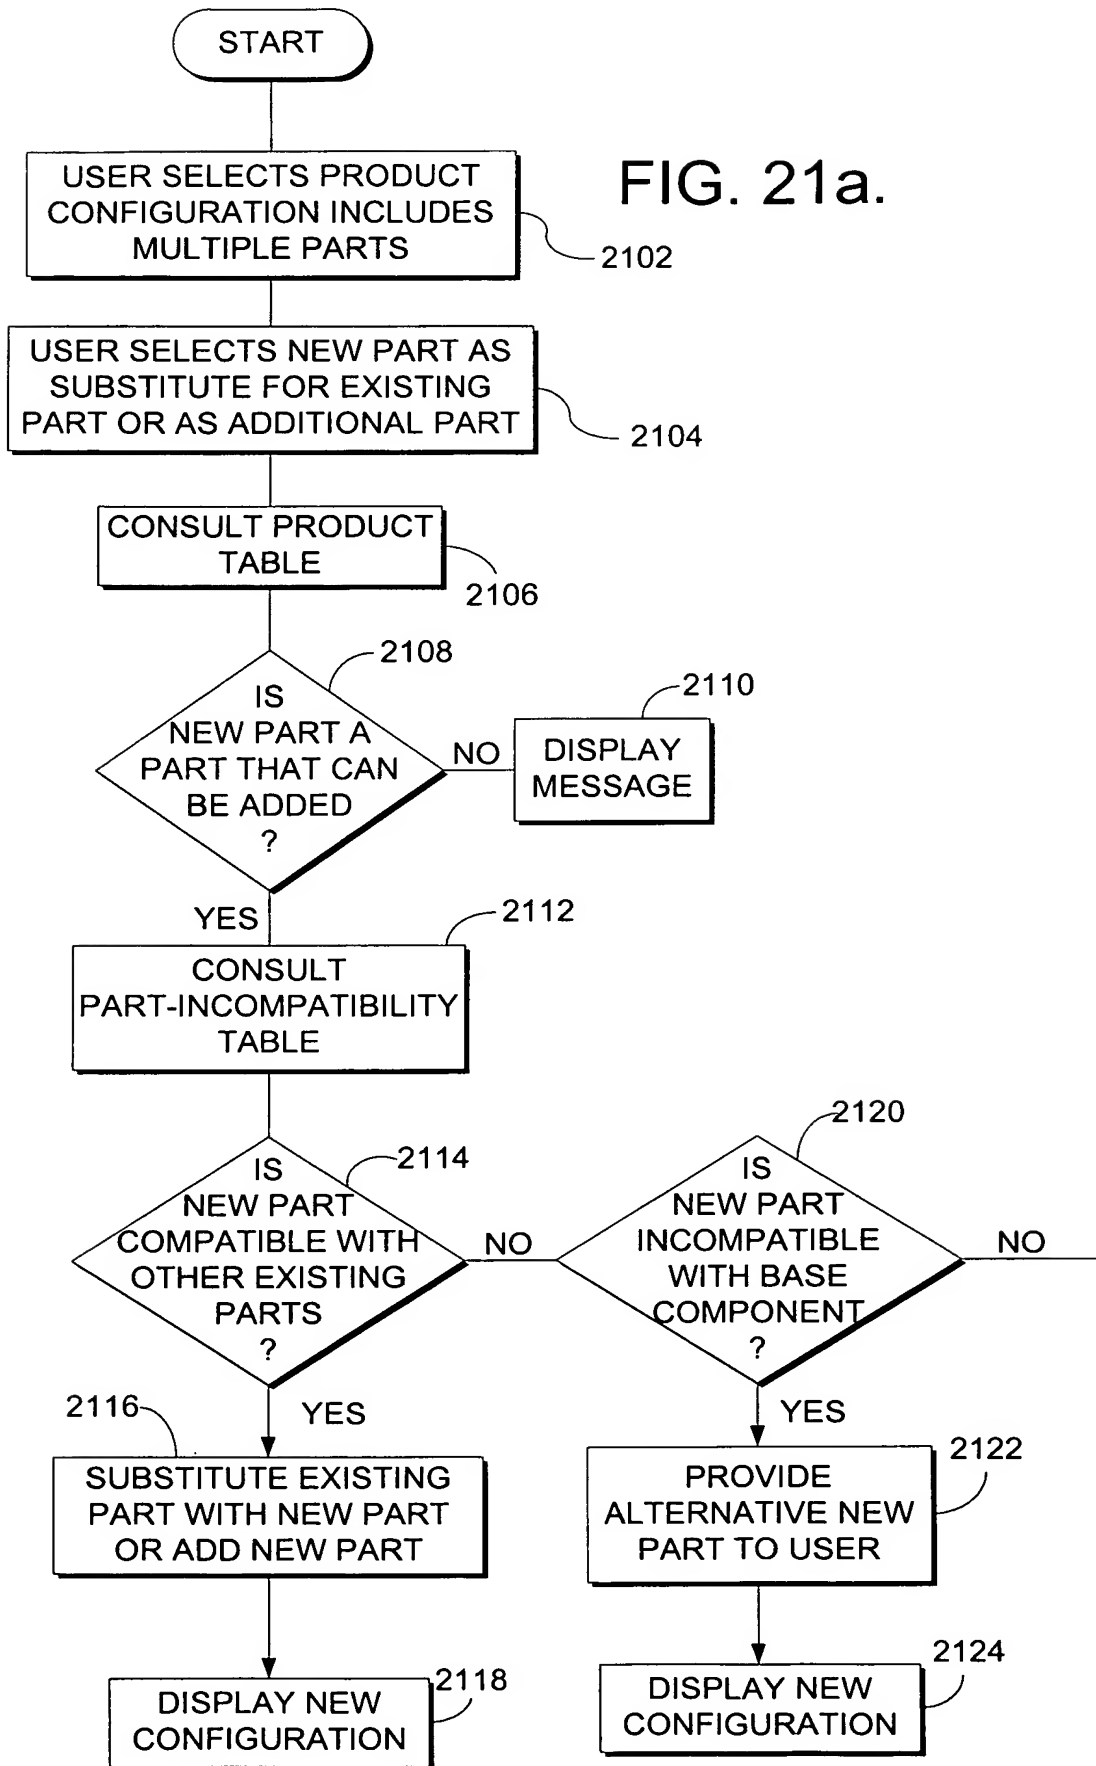 START
FIG. 21a.
USER SELECTS PRODUCT
CONFIGURATION INCLUDES
MULTIPLE PARTS
2102
USER SELECTS NEW PART AS
SUBSTITUTE FOR EXISTING
PART OR AS ADDITIONAL PART
2104
CONSULT PRODUCT
TABLE
2106
2108
IS
NEW PART A
PART THAT CAN
BE ADDED
?
NO
2110
DISPLAY
MESSAGE
YES
2112
CONSULT
PART-INCOMPATIBILITY
TABLE
2114
IS
NEW PART
COMPATIBLE WITH
OTHER EXISTING
PARTS
?
NO
2120
IS
NEW PART
INCOMPATIBLE
WITH BASE
COMPONENT
?
NO
YES
2116
SUBSTITUTE EXISTING
PART WITH NEW PART
OR ADD NEW PART
YES
2122
PROVIDE
ALTERNATIVE NEW
PART TO USER
2118
DISPLAY NEW
CONFIGURATION
2124
DISPLAY NEW
CONFIGURATION